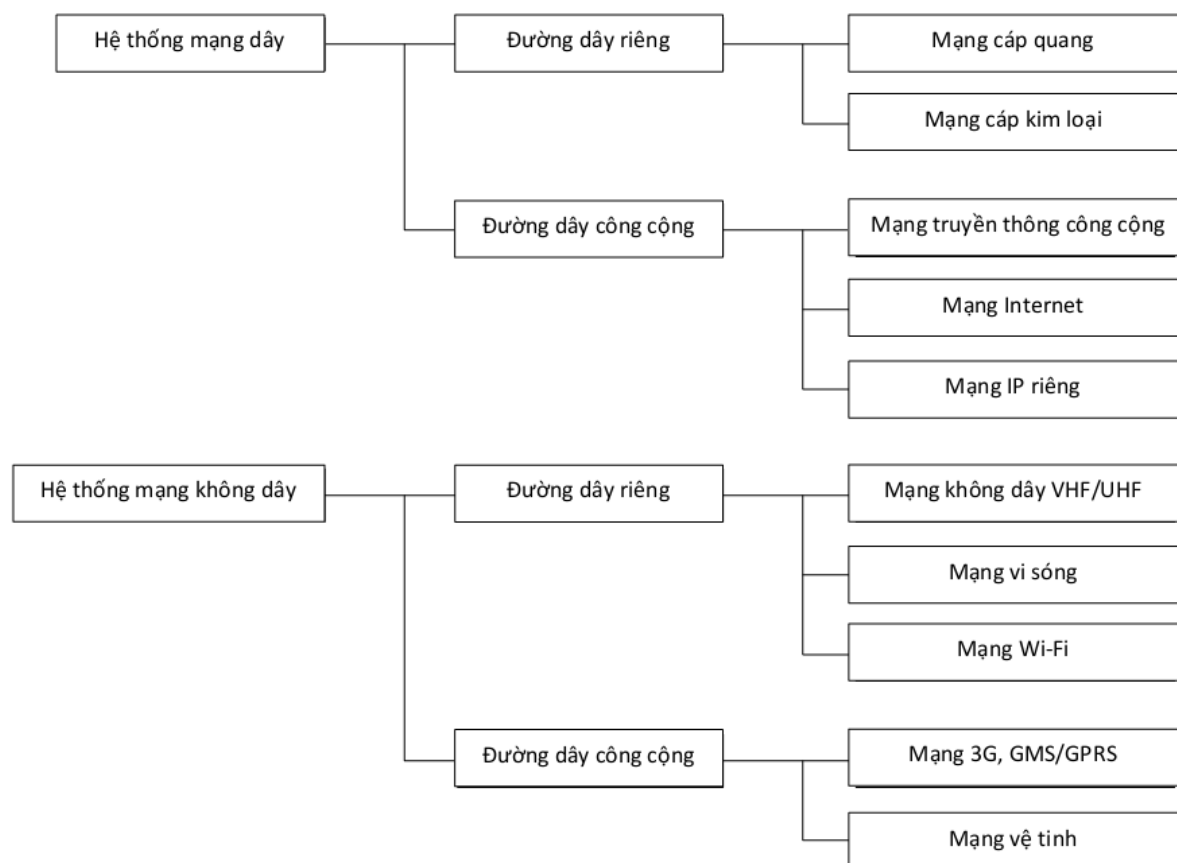 Hệ thống mạng dây
Đường dây riêng
Mạng cáp quang
Mạng cáp kim loại
Đường dây công cộng
Mạng truyền thông công cộng
Mạng Internet
Mạng IP riêng
Hệ thống mạng không dây
Đường dây riêng
Mạng không dây VHF/UHF
Mạng vi sóng
Mạng Wi-Fi
Đường dây công cộng
Mạng 3G, GMS/GPRS
Mạng vệ tinh